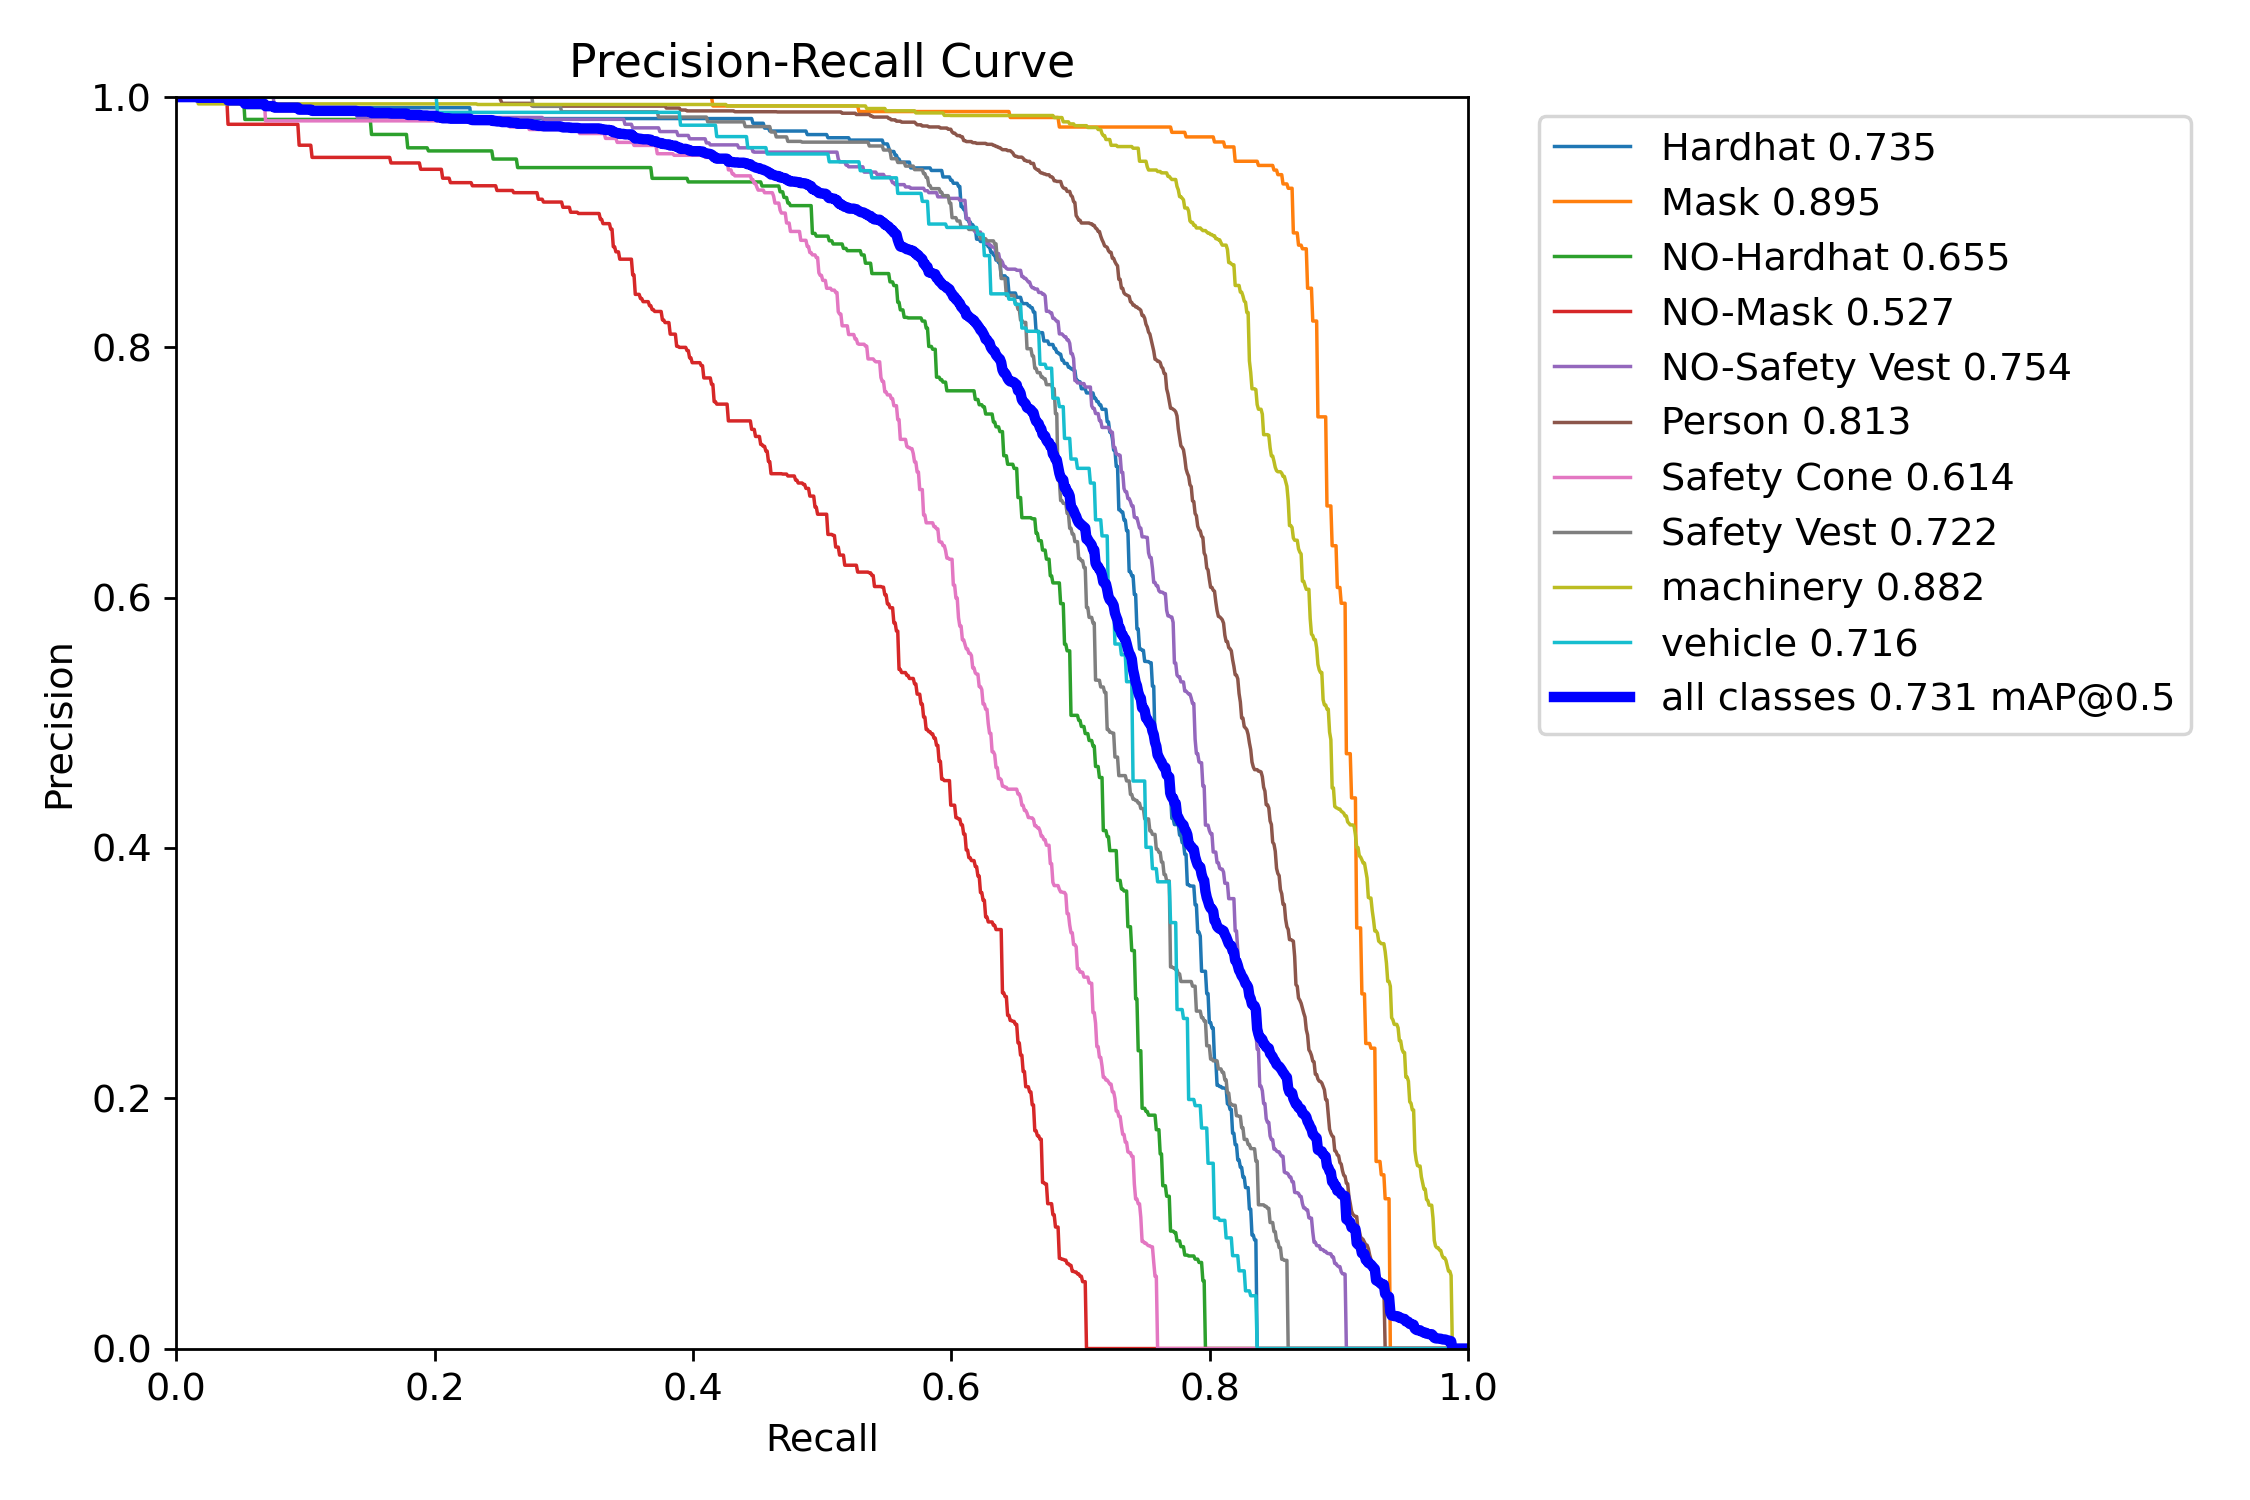 Precision-Recall Curve
1.0
0.8
0.6
0.4
0.2
0.0
Precision
0.0 0.2 0.4 0.6 0.8 1.0
Recall
Hardhat 0.735
Mask 0.895
NO-Hardhat 0.655
NO-Mask 0.527
NO-Safety Vest 0.754
Person 0.813
Safety Cone 0.614
Safety Vest 0.722
machinery 0.882
vehicle 0.716
all classes 0.731 mAP@0.5